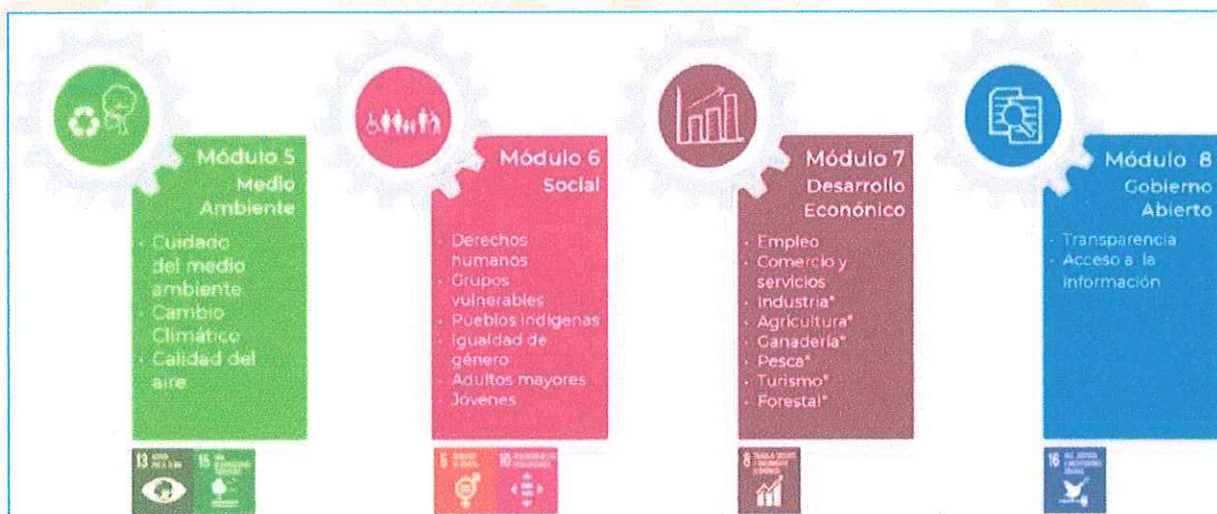 Módulo 5
Medio
Ambiente
· Cuidado
del medio
ambiente
· Cambio
Climático
· Calidad del
aire
13
15
Módulo 6
Social
· Derechos
humanos
· Grupos
vulnerables
· Pueblos indígenas
· Igualdad de
género
· Adultos mayores
· Jóvenes
5
10
Módulo 7
Desarrollo
Econónico
· Empleo
· Comercio y
servicios
· Industria*
· Agricultura*
· Ganadería*
· Pesca*
· Turismo*
· Forestal*
8
Módulo 8
Gobierno
Abierto
· Transparencia
· Acceso a la
información
16